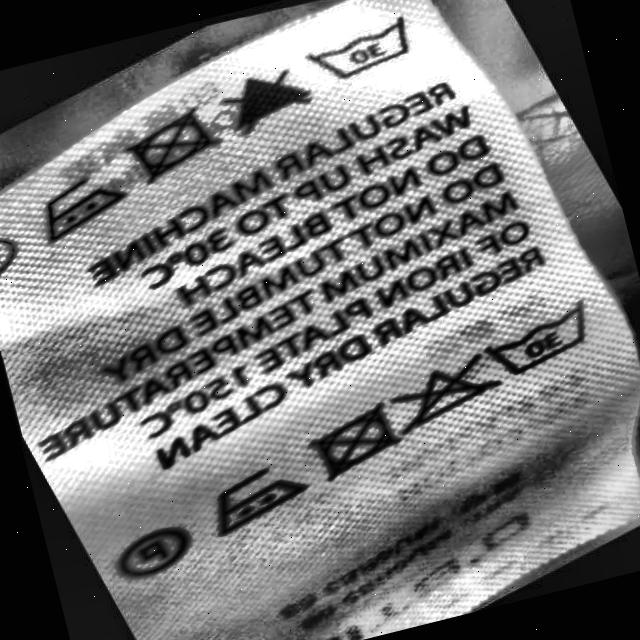 30
REGULAR MACHINE
WASH UP TO 30°C
DO NOT BLEACH
DO NOT TUMBLE DRY
MAXIMUM TEMPERATURE
OF IRON PLATE 150°C
REGULAR DRY CLEAN
30
P